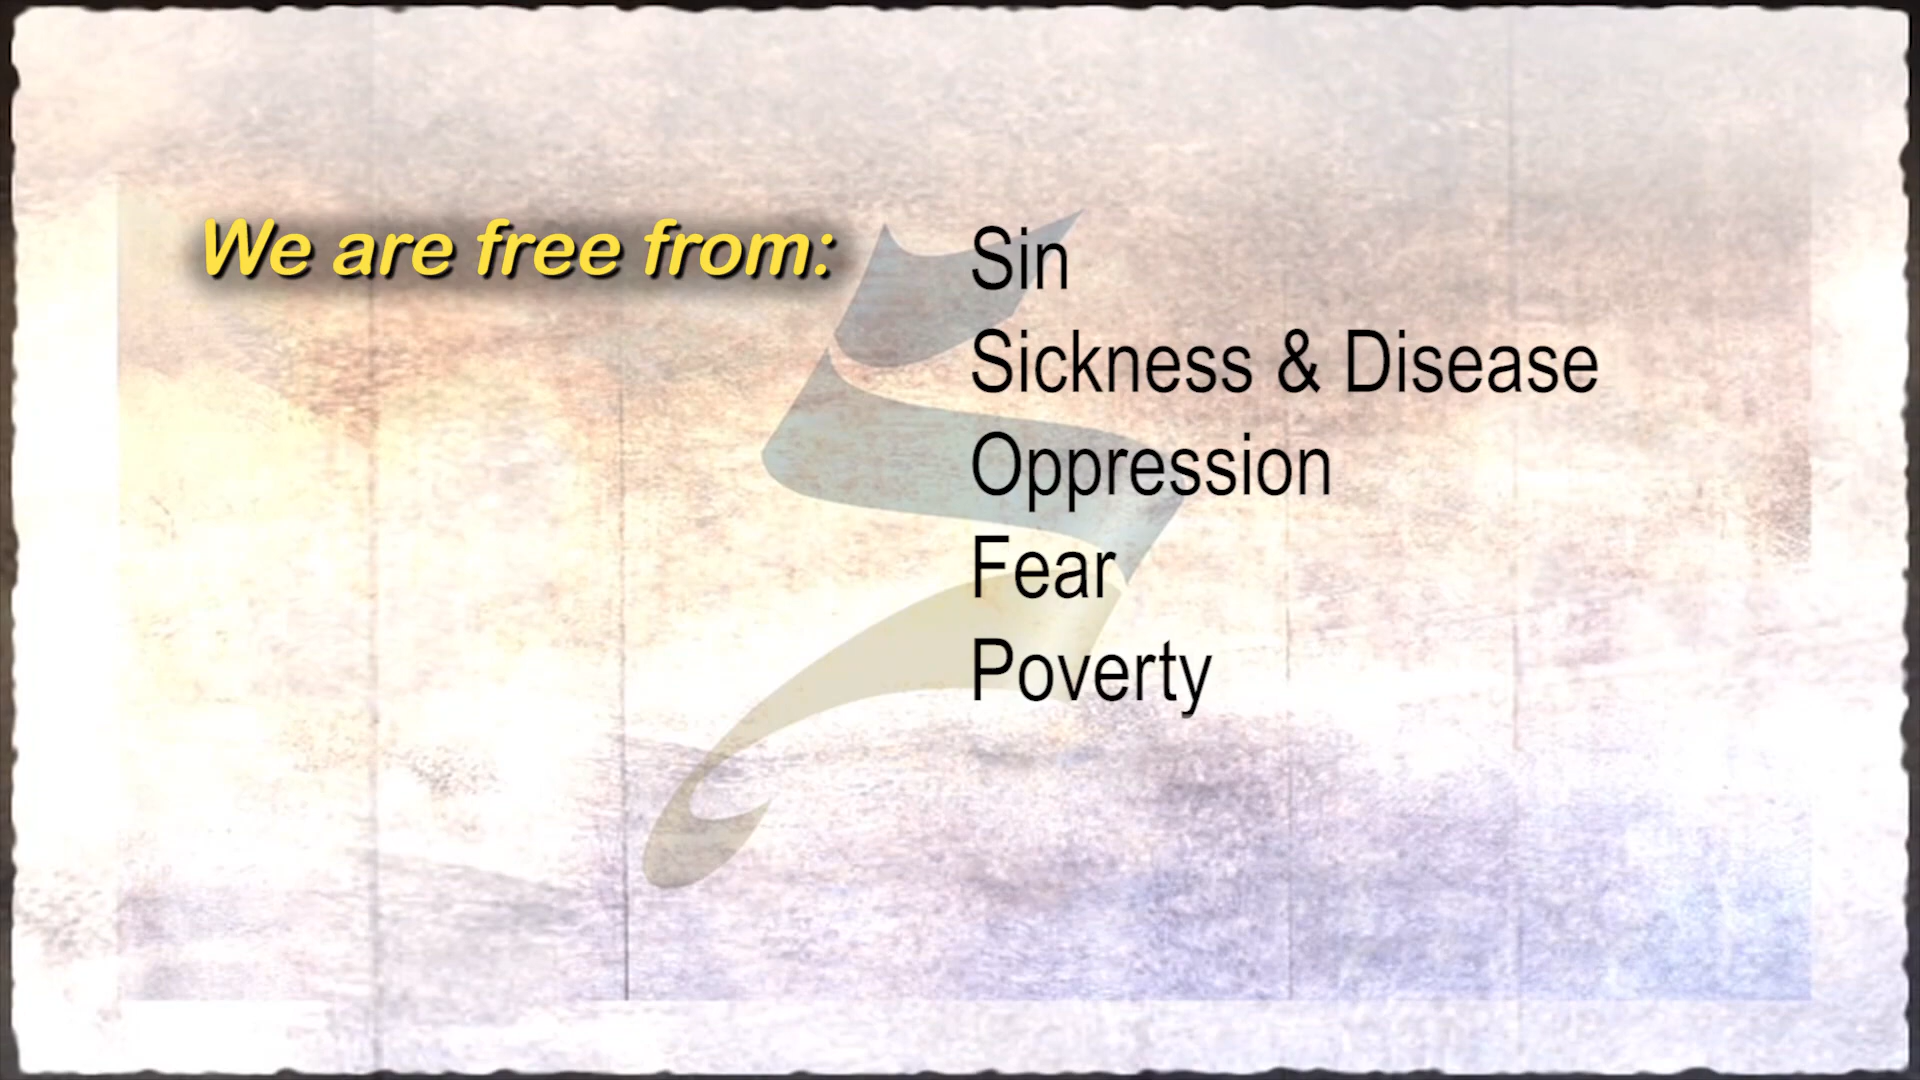 We are free from:
Sin
Sickness & Disease
Oppression
Fear
Poverty